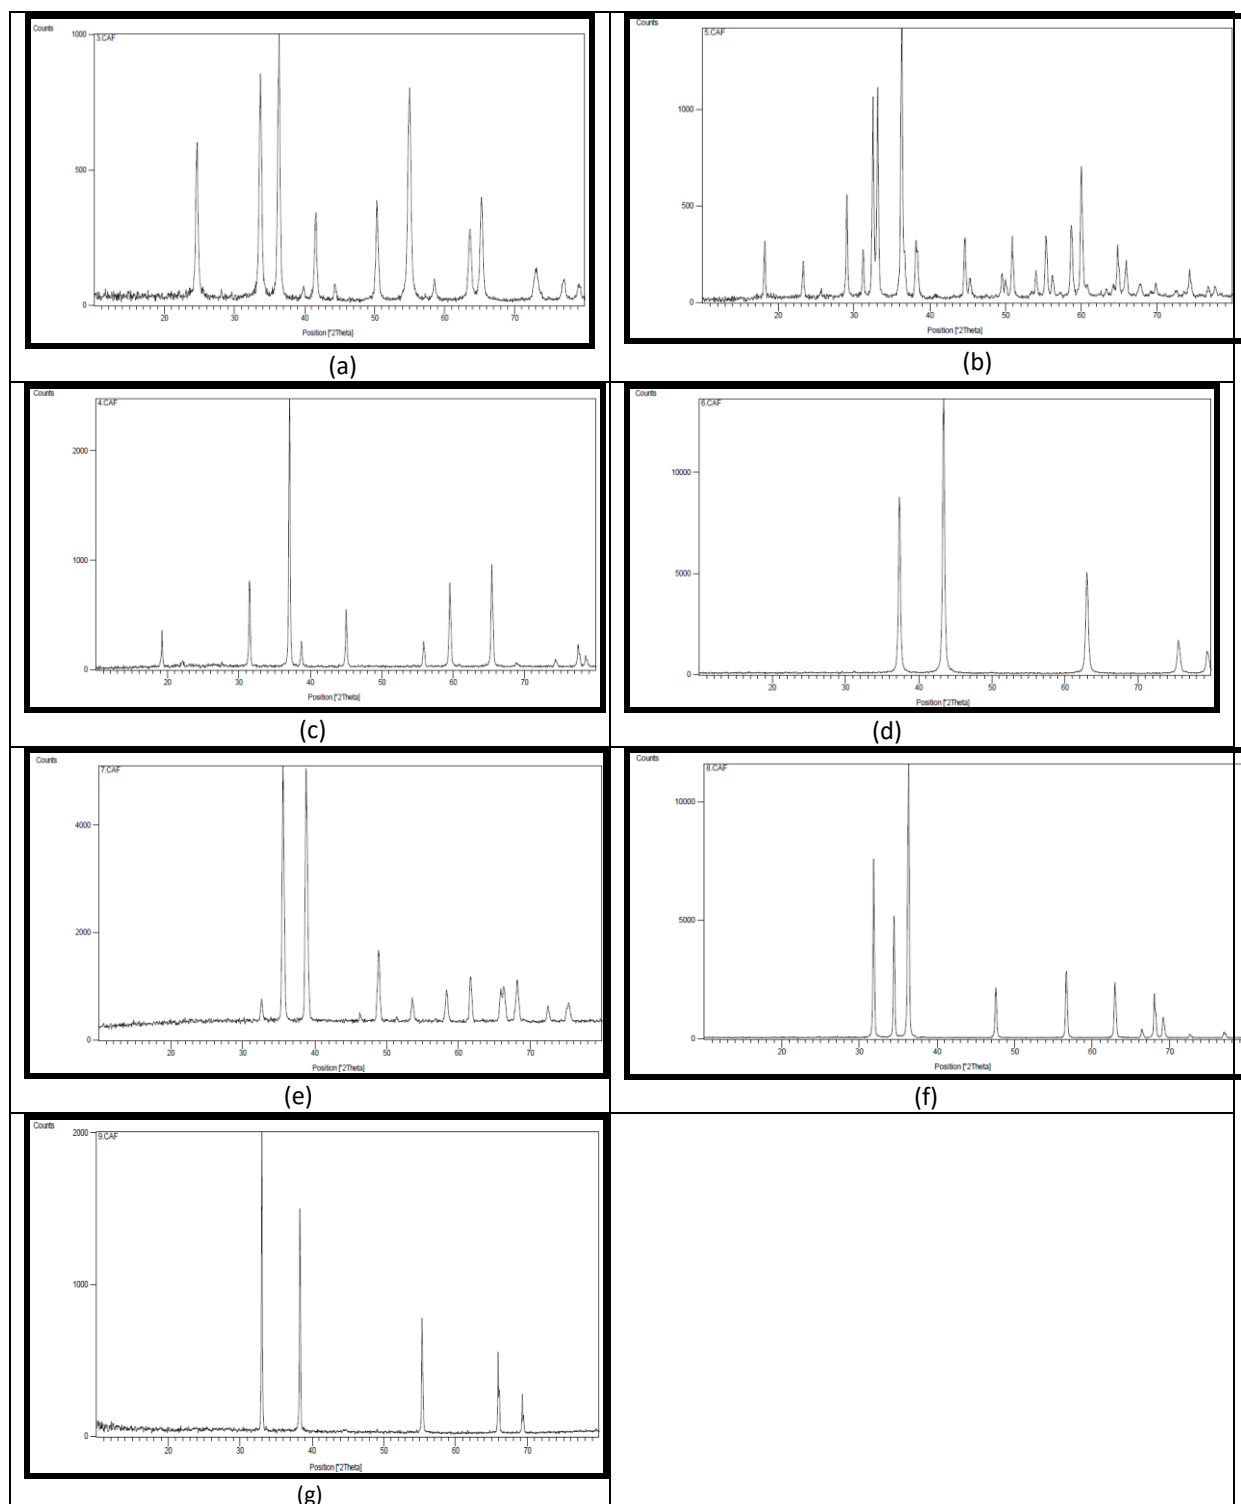 Counts
3.CAF
1000
500
0
20 30 40 50 60 70
Position [°2Theta]
(a)
Counts
5.CAF
1000
500
0
20 30 40 50 60 70
Position [°2Theta]
(b)
Counts
4.CAF
2000
1000
0
20 30 40 50 60 70
Position [°2Theta]
(c)
Counts
6.CAF
10000
5000
0
20 30 40 50 60 70
Position [°2Theta]
(d)
Counts
7.CAF
4000
2000
0
20 30 40 50 60 70
Position [°2Theta]
(e)
Counts
8.CAF
10000
5000
0
20 30 40 50 60 70
Position [°2Theta]
(f)
Counts
9.CAF
2000
1000
0
20 30 40 50 60 70
Position [°2Theta]
(g)